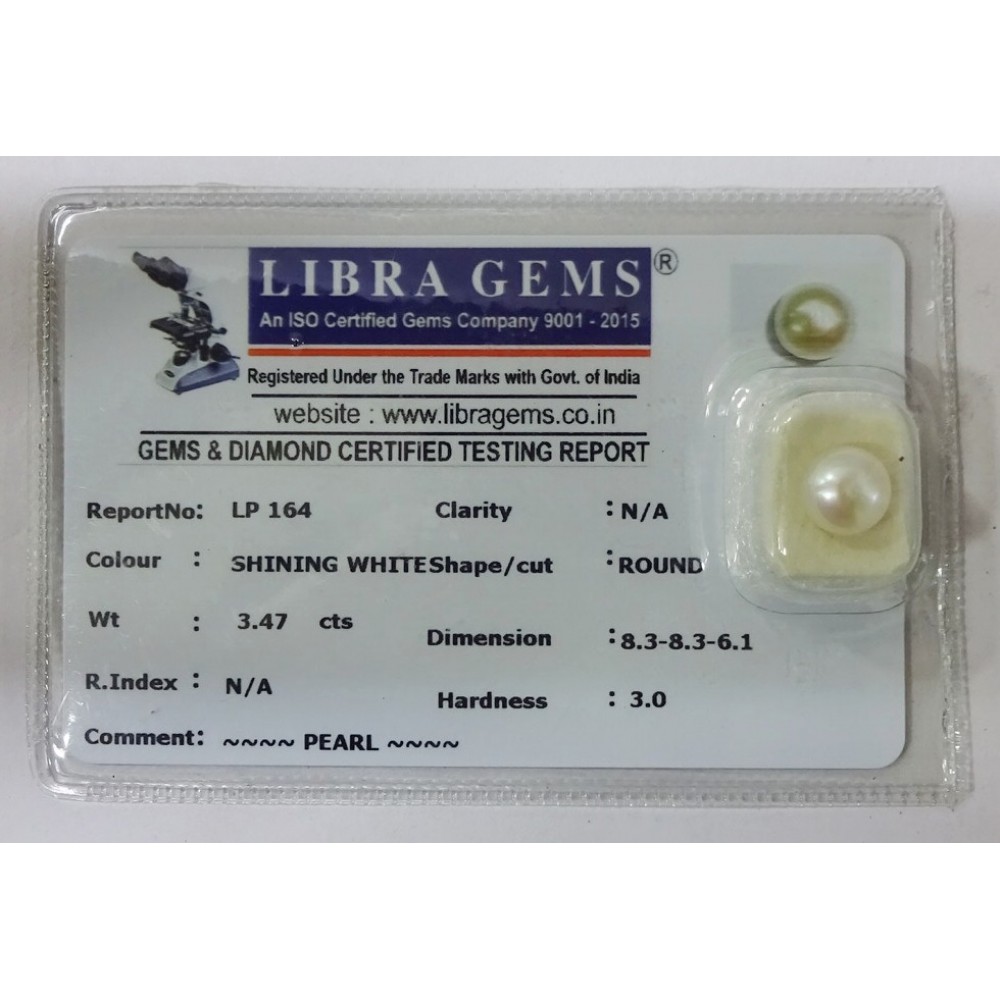 LIBRA GEMS ®
An ISO Certified Gems Company 9001 - 2015
Registered Under the Trade Marks with Govt. of India
website : www.libragems.co.in
GEMS & DIAMOND CERTIFIED TESTING REPORT
ReportNo: LP 164 Clarity : N/A
Colour : SHINING WHITE Shape/cut : ROUND
Wt : 3.47 cts Dimension : 8.3-8.3-6.1
R.Index : N/A Hardness : 3.0
Comment: ~~~~ PEARL ~~~~